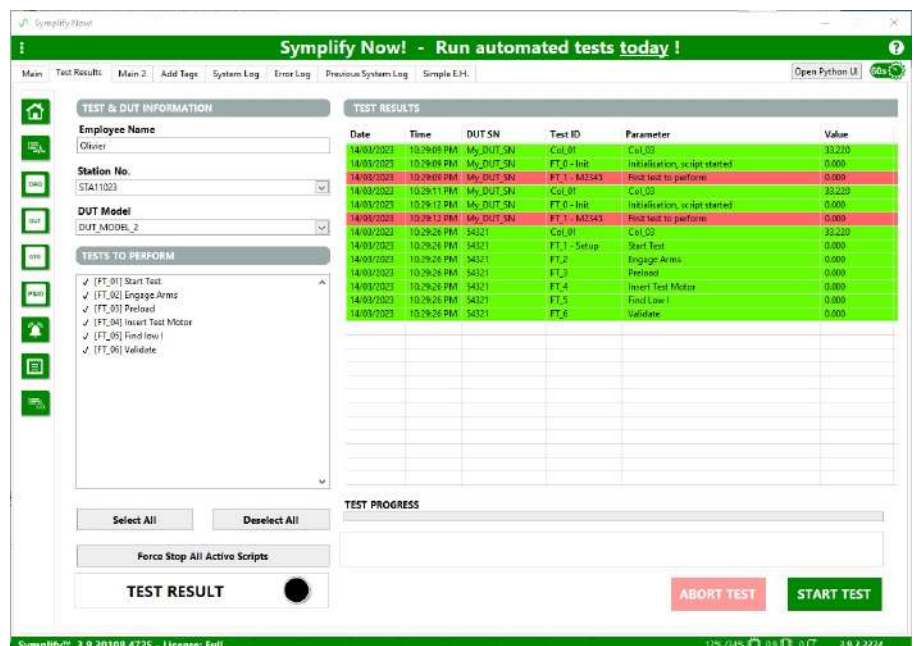 Symplify Now!
Symplify Now! - Run automated tests today !
Main Test Results Main 2 Add Tags System Log Error Log Previous System Log Simple E.H. Open Python UI 60s
TEST & DUT INFORMATION
Employee Name
Olivier
Station No.
STA11023
DUT Model
DUT_MODEL_2
TESTS TO PERFORM
✓ [FT_01] Start Test
✓ [FT_02] Engage Arms
✓ [FT_03] Preload
✓ [FT_04] Insert Test Motor
✓ [FT_05] Find low I
✓ [FT_06] Validate
Select All Deselect All
Force Stop All Active Scripts
TEST RESULT
TEST RESULTS
Date Time DUT SN Test ID Parameter Value
14/03/2023 10:29:09 PM My_DUT_SN Col_01 Col_03 33.220
14/03/2023 10:29:09 PM My_DUT_SN FT_0 - Init Initialisation, script started 0.000
14/03/2023 10:29:09 PM My_DUT_SN FT_1 - M2345 First test to perform 0.000
14/03/2023 10:29:11 PM My_DUT_SN Col_01 Col_03 33.220
14/03/2023 10:29:12 PM My_DUT_SN FT_0 - Init Initialisation, script started 0.000
14/03/2023 10:29:12 PM My_DUT_SN FT_1 - M2345 First test to perform 0.000
14/03/2023 10:29:26 PM 54321 Col_01 Col_03 33.220
14/03/2023 10:29:26 PM 54321 FT_1 - Setup Start Test 0.000
14/03/2023 10:29:26 PM 54321 FT_2 Engage Arms 0.000
14/03/2023 10:29:26 PM 54321 FT_3 Preload 0.000
14/03/2023 10:29:26 PM 54321 FT_4 Insert Test Motor 0.000
14/03/2023 10:29:26 PM 54321 FT_5 Find Low I 0.000
14/03/2023 10:29:26 PM 54321 FT_6 Validate 0.000
TEST PROGRESS
ABORT TEST START TEST